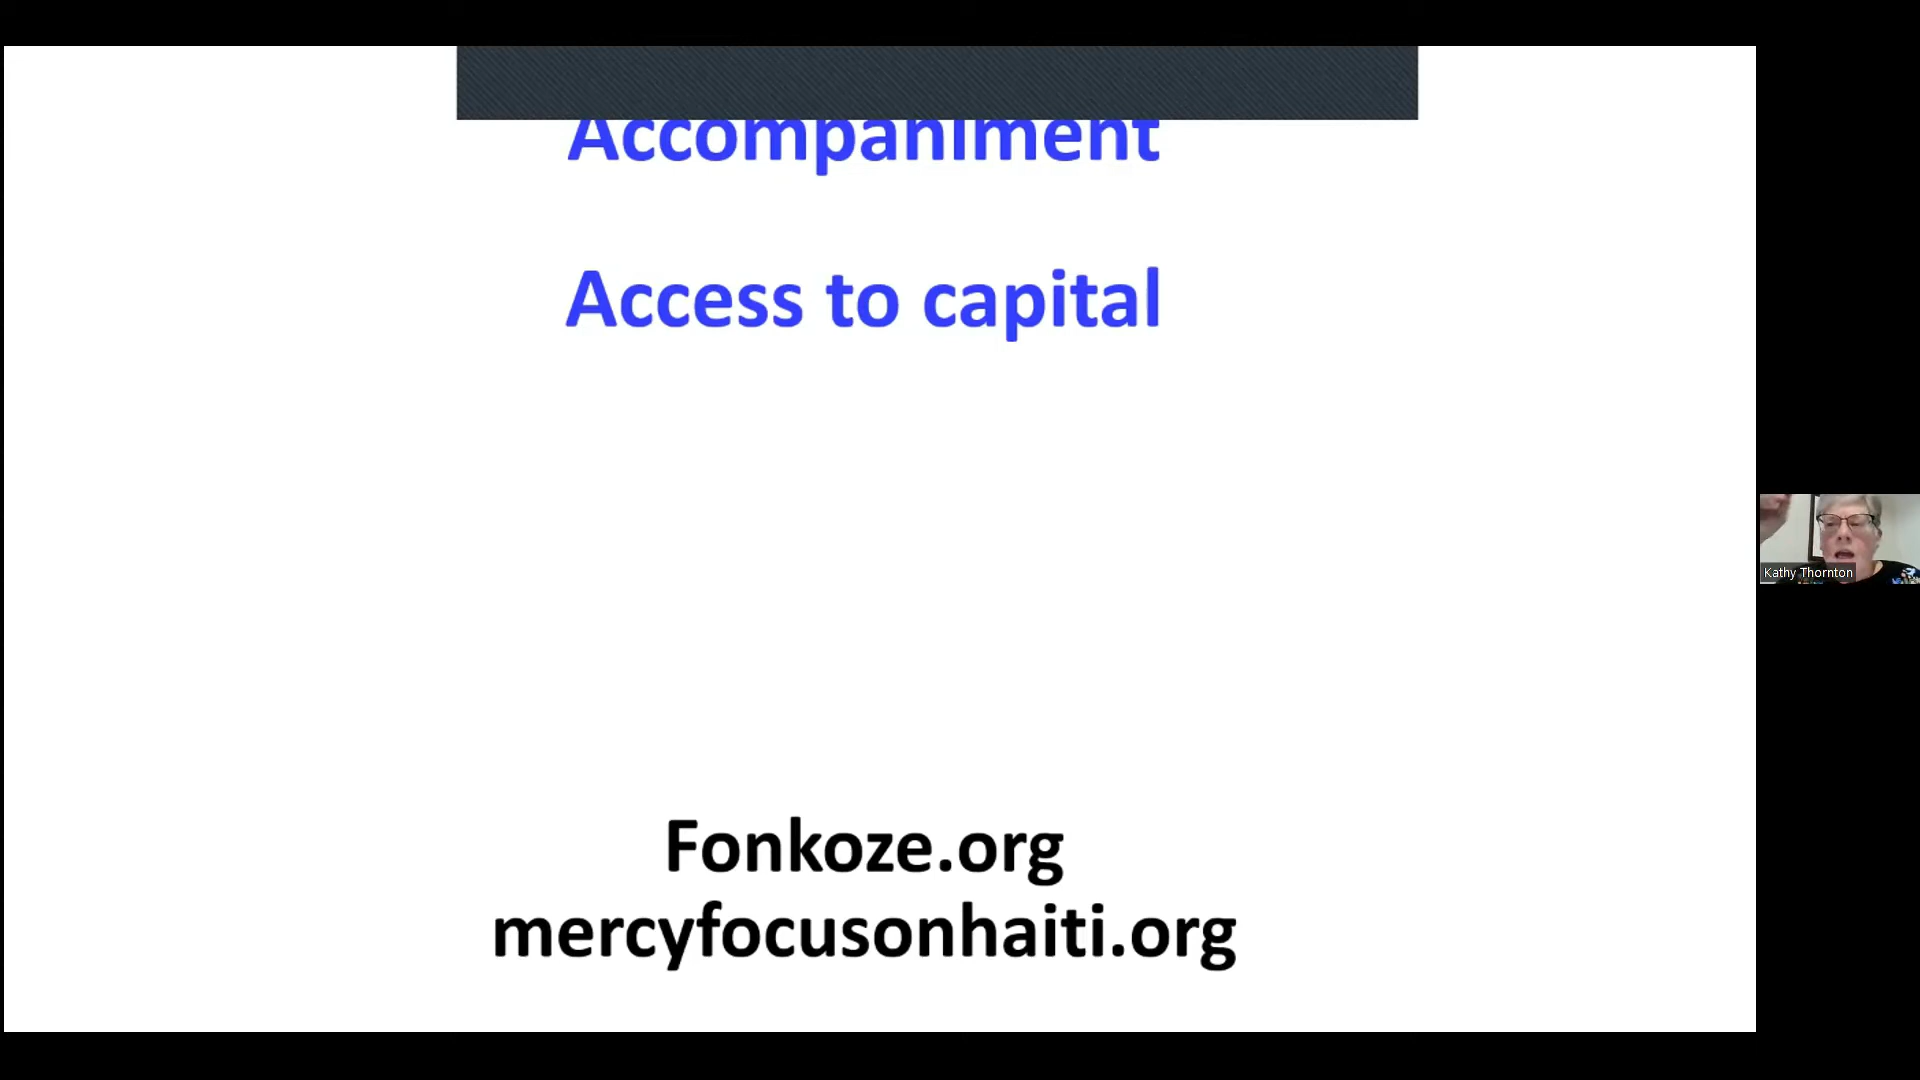 Accompaniment
Access to capital
Kathy Thornton
Fonkoze.org
mercyfocusonhaiti.org